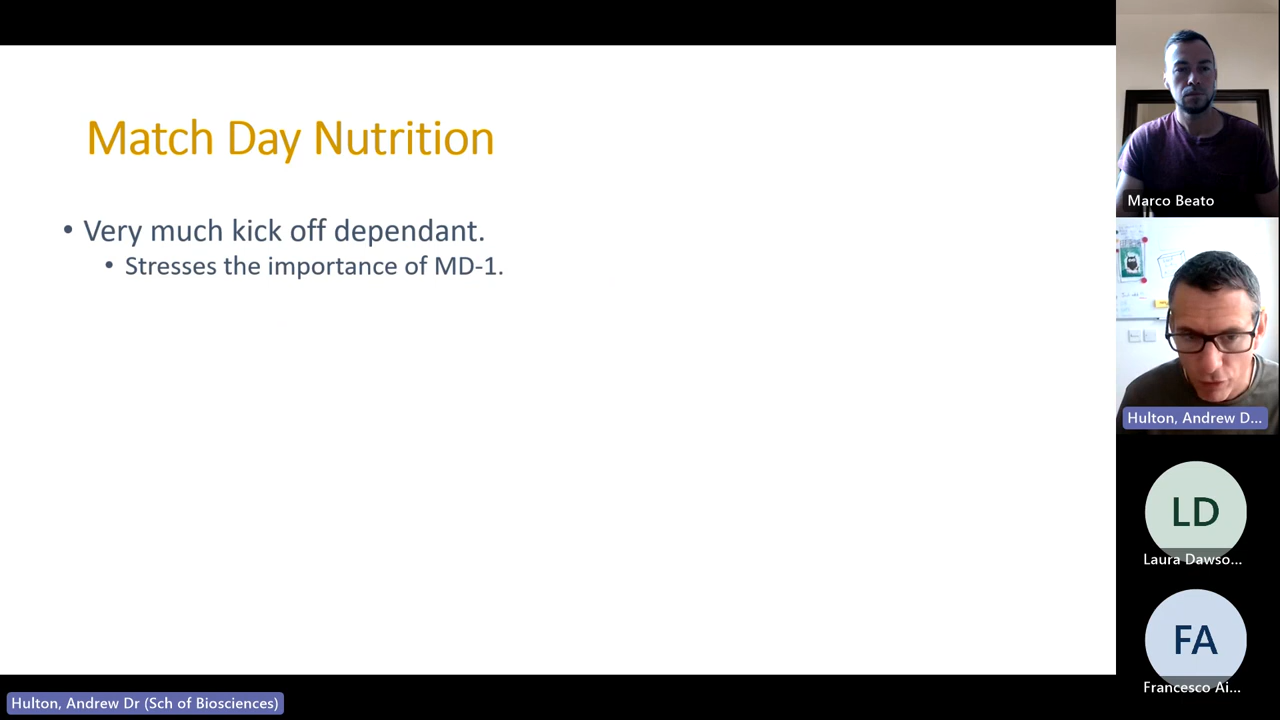 Match Day Nutrition
• Very much kick off dependant.
• Stresses the importance of MD-1.
Marco Beato
Hulton, Andrew D...
LD
Laura Dawso...
FA
Francesco Ai...
Hulton, Andrew Dr (Sch of Biosciences)